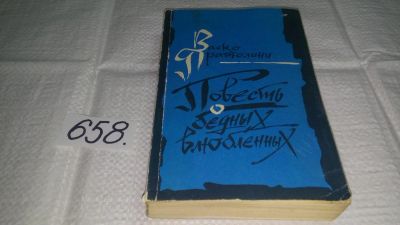 658.
Васко
Пратолини
Повесть
о
бедных
влюбленных